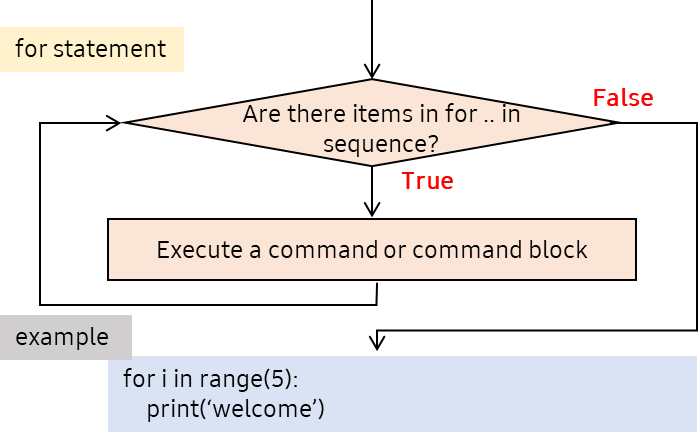 for statement
False
Are there items in for .. in
sequence?
True
Execute a command or command block
example
for i in range(5):
    print(‘welcome’)